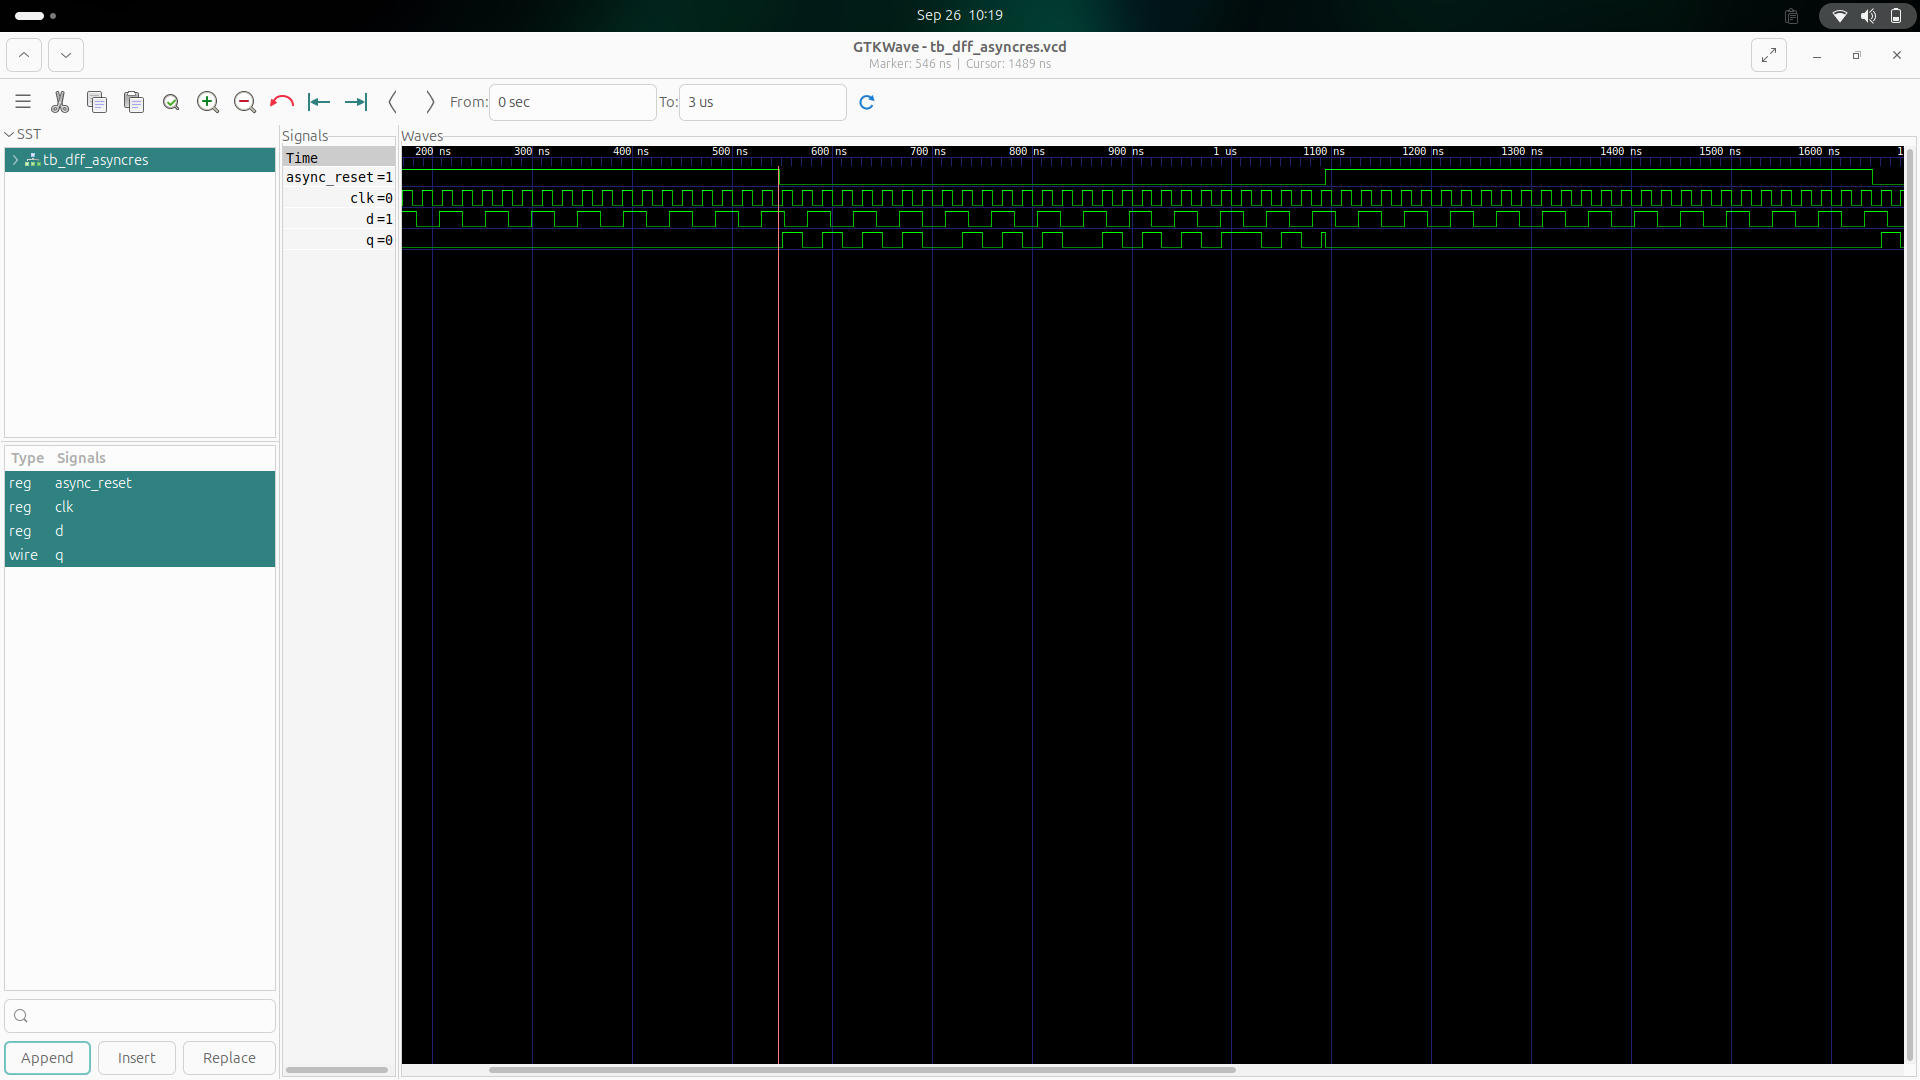 Sep 26 10:19
GTKWave - tb_dff_asyncres.vcd
Marker: 546 ns | Cursor: 1489 ns
From: 0 sec To: 3 us
SST
tb_dff_asyncres
Type Signals
reg async_reset
reg clk
reg d
wire q
Append Insert Replace
Signals
Time
async_reset=1
clk=0
d=1
q=0
Waves
200 ns 300 ns 400 ns 500 ns 600 ns 700 ns 800 ns 900 ns 1 us 1100 ns 1200 ns 1300 ns 1400 ns 1500 ns 1600 ns 1